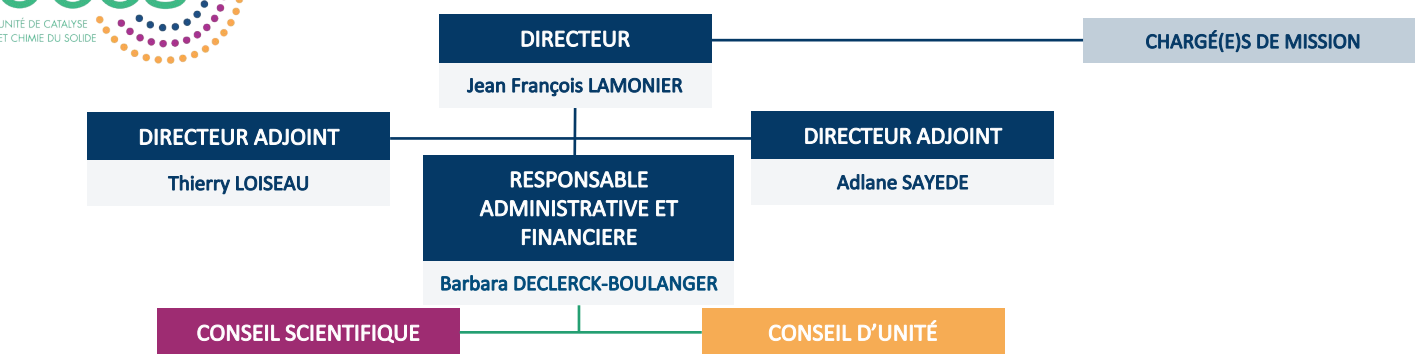 UNITÉ DE CATALYSE
ET CHIMIE DU SOLIDE
DIRECTEUR
CHARGÉ(E)S DE MISSION
Jean François LAMONIER
DIRECTEUR ADJOINT
DIRECTEUR ADJOINT
Thierry LOISEAU
Adlane SAYEDE
RESPONSABLE
ADMINISTRATIVE ET
FINANCIERE
Barbara DECLERCK-BOULANGER
CONSEIL SCIENTIFIQUE
CONSEIL D’UNITÉ